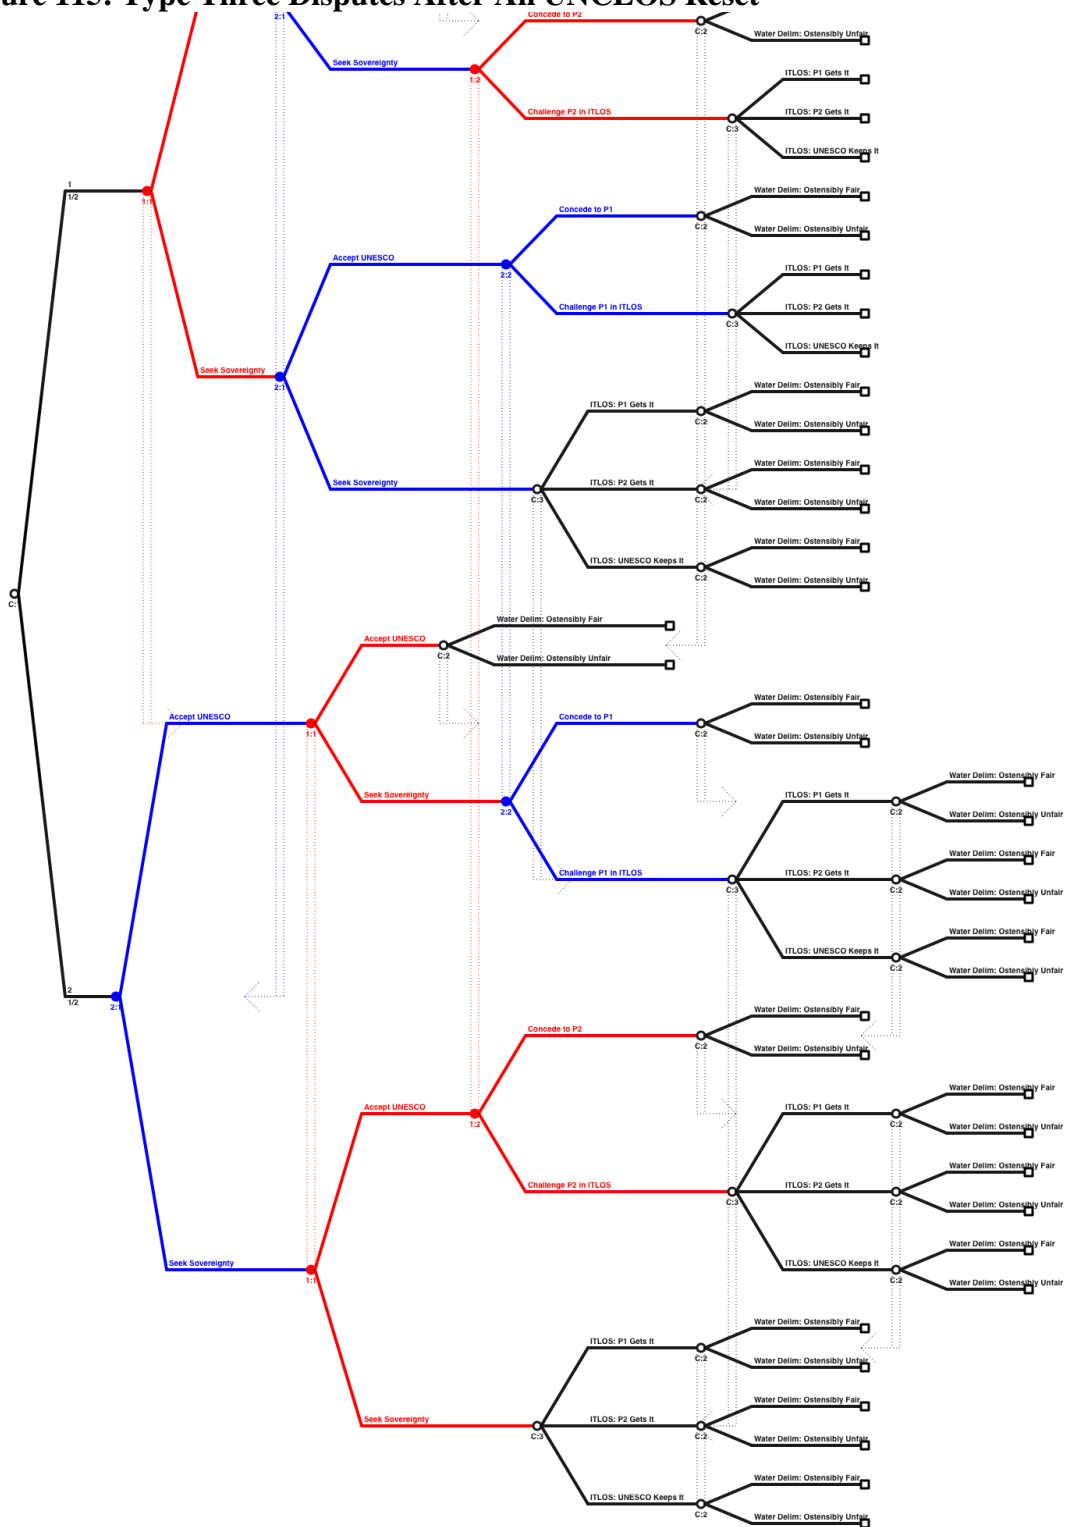 ure 115: Type Three Disputes After An UNCLOS Reset
Concede to P2
2:1
C:2
Water Delim: Ostensibly Unfair
Seek Sovereignty
1:2
ITLOS: P1 Gets It
Challenge P2 in ITLOS
ITLOS: P2 Gets It
C:3
ITLOS: UNESCO Keeps It
1
1/2
1:1
Water Delim: Ostensibly Fair
Concede to P1
C:2
Water Delim: Ostensibly Unfair
Accept UNESCO
2:2
ITLOS: P1 Gets It
Challenge P1 in ITLOS
ITLOS: P2 Gets It
C:3
ITLOS: UNESCO Keeps It
Seek Sovereignty
2:1
Water Delim: Ostensibly Fair
ITLOS: P1 Gets It
C:2
Water Delim: Ostensibly Unfair
Water Delim: Ostensibly Fair
Seek Sovereignty
ITLOS: P2 Gets It
C:3
C:2
Water Delim: Ostensibly Unfair
Water Delim: Ostensibly Fair
ITLOS: UNESCO Keeps It
C:2
Water Delim: Ostensibly Unfair
C:
Water Delim: Ostensibly Fair
Accept UNESCO
C:2
Water Delim: Ostensibly Unfair
Water Delim: Ostensibly Fair
Accept UNESCO
1:1
Concede to P1
C:2
Water Delim: Ostensibly Unfair
Water Delim: Ostensibly Fair
Seek Sovereignty
2:2
ITLOS: P1 Gets It
C:2
Water Delim: Ostensibly Unfair
Water Delim: Ostensibly Fair
Challenge P1 in ITLOS
C:3
ITLOS: P2 Gets It
C:2
Water Delim: Ostensibly Unfair
Water Delim: Ostensibly Fair
ITLOS: UNESCO Keeps It
C:2
Water Delim: Ostensibly Unfair
2
1/2
2:1
Water Delim: Ostensibly Fair
Concede to P2
C:2
Water Delim: Ostensibly Unfair
Water Delim: Ostensibly Fair
Accept UNESCO
1:2
ITLOS: P1 Gets It
C:2
Water Delim: Ostensibly Unfair
Water Delim: Ostensibly Fair
Challenge P2 in ITLOS
C:3
ITLOS: P2 Gets It
C:2
Water Delim: Ostensibly Unfair
Water Delim: Ostensibly Fair
Seek Sovereignty
1:1
ITLOS: UNESCO Keeps It
C:2
Water Delim: Ostensibly Unfair
Water Delim: Ostensibly Fair
ITLOS: P1 Gets It
C:2
Water Delim: Ostensibly Unfair
Water Delim: Ostensibly Fair
Seek Sovereignty
C:3
ITLOS: P2 Gets It
C:2
Water Delim: Ostensibly Unfair
Water Delim: Ostensibly Fair
ITLOS: UNESCO Keeps It
C:2
Water Delim: Ostensibly Unfair